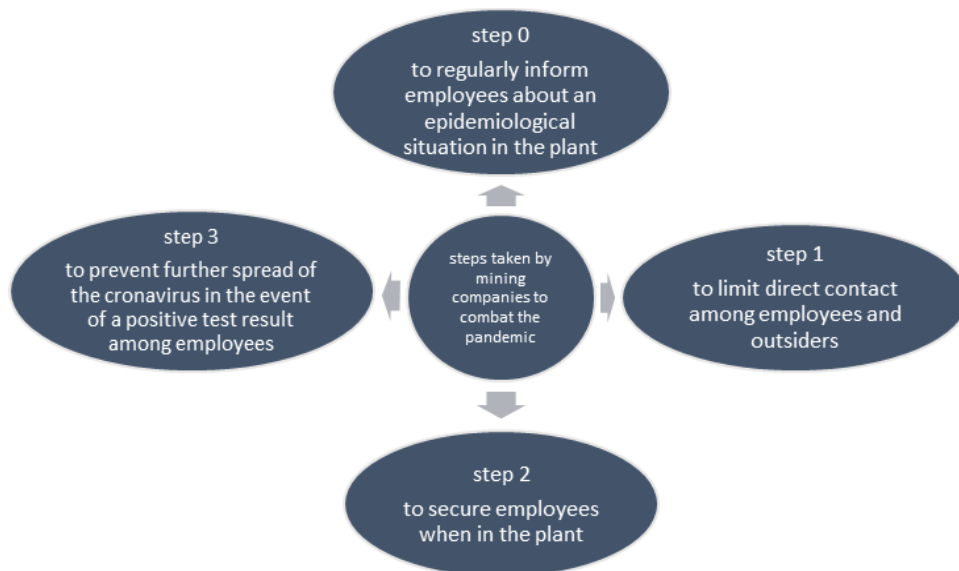 step 0
to regularly inform
employees about an
epidemiological
situation in the plant
step 3
to prevent further spread of
the cronavirus in the event
of a positive test result
among employees
steps taken by
mining
companies to
combat the
pandemic
step 1
to limit direct contact
among employees and
outsiders
step 2
to secure employees
when in the plant